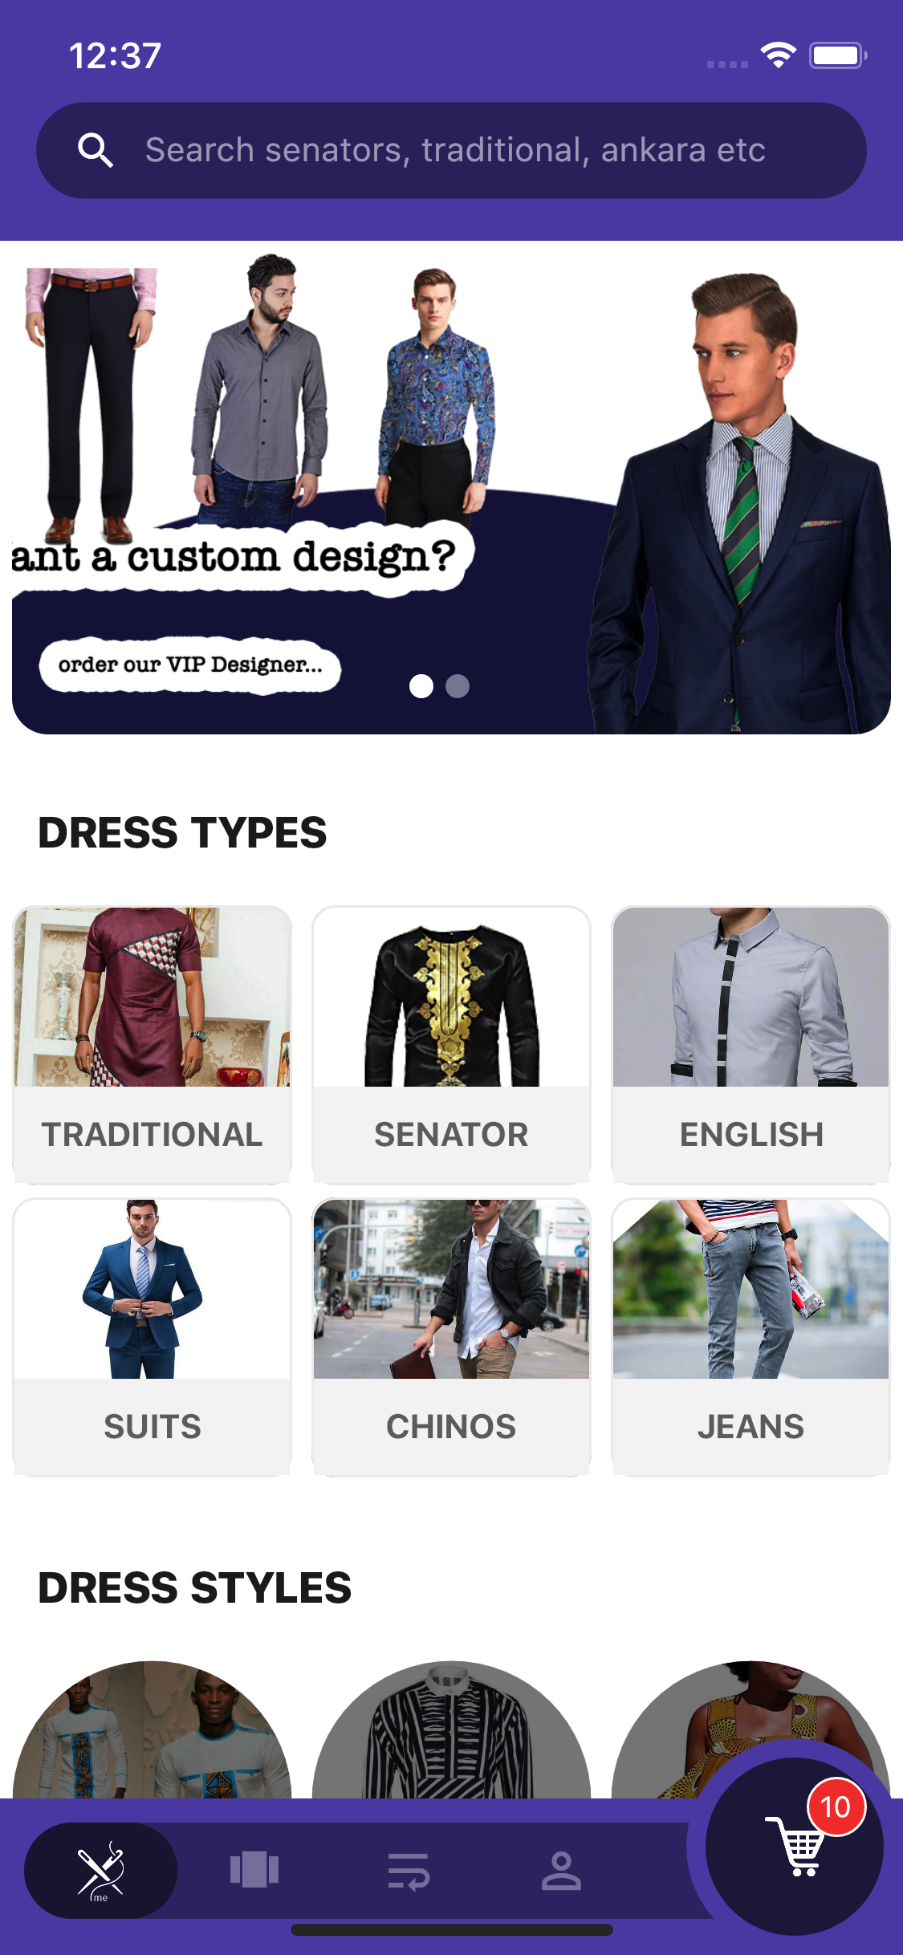 12:37
Search senators, traditional, ankara etc
ant a custom design?
order our VIP Designer...
DRESS TYPES
TRADITIONAL
SENATOR
ENGLISH
SUITS
CHINOS
JEANS
DRESS STYLES
10
me